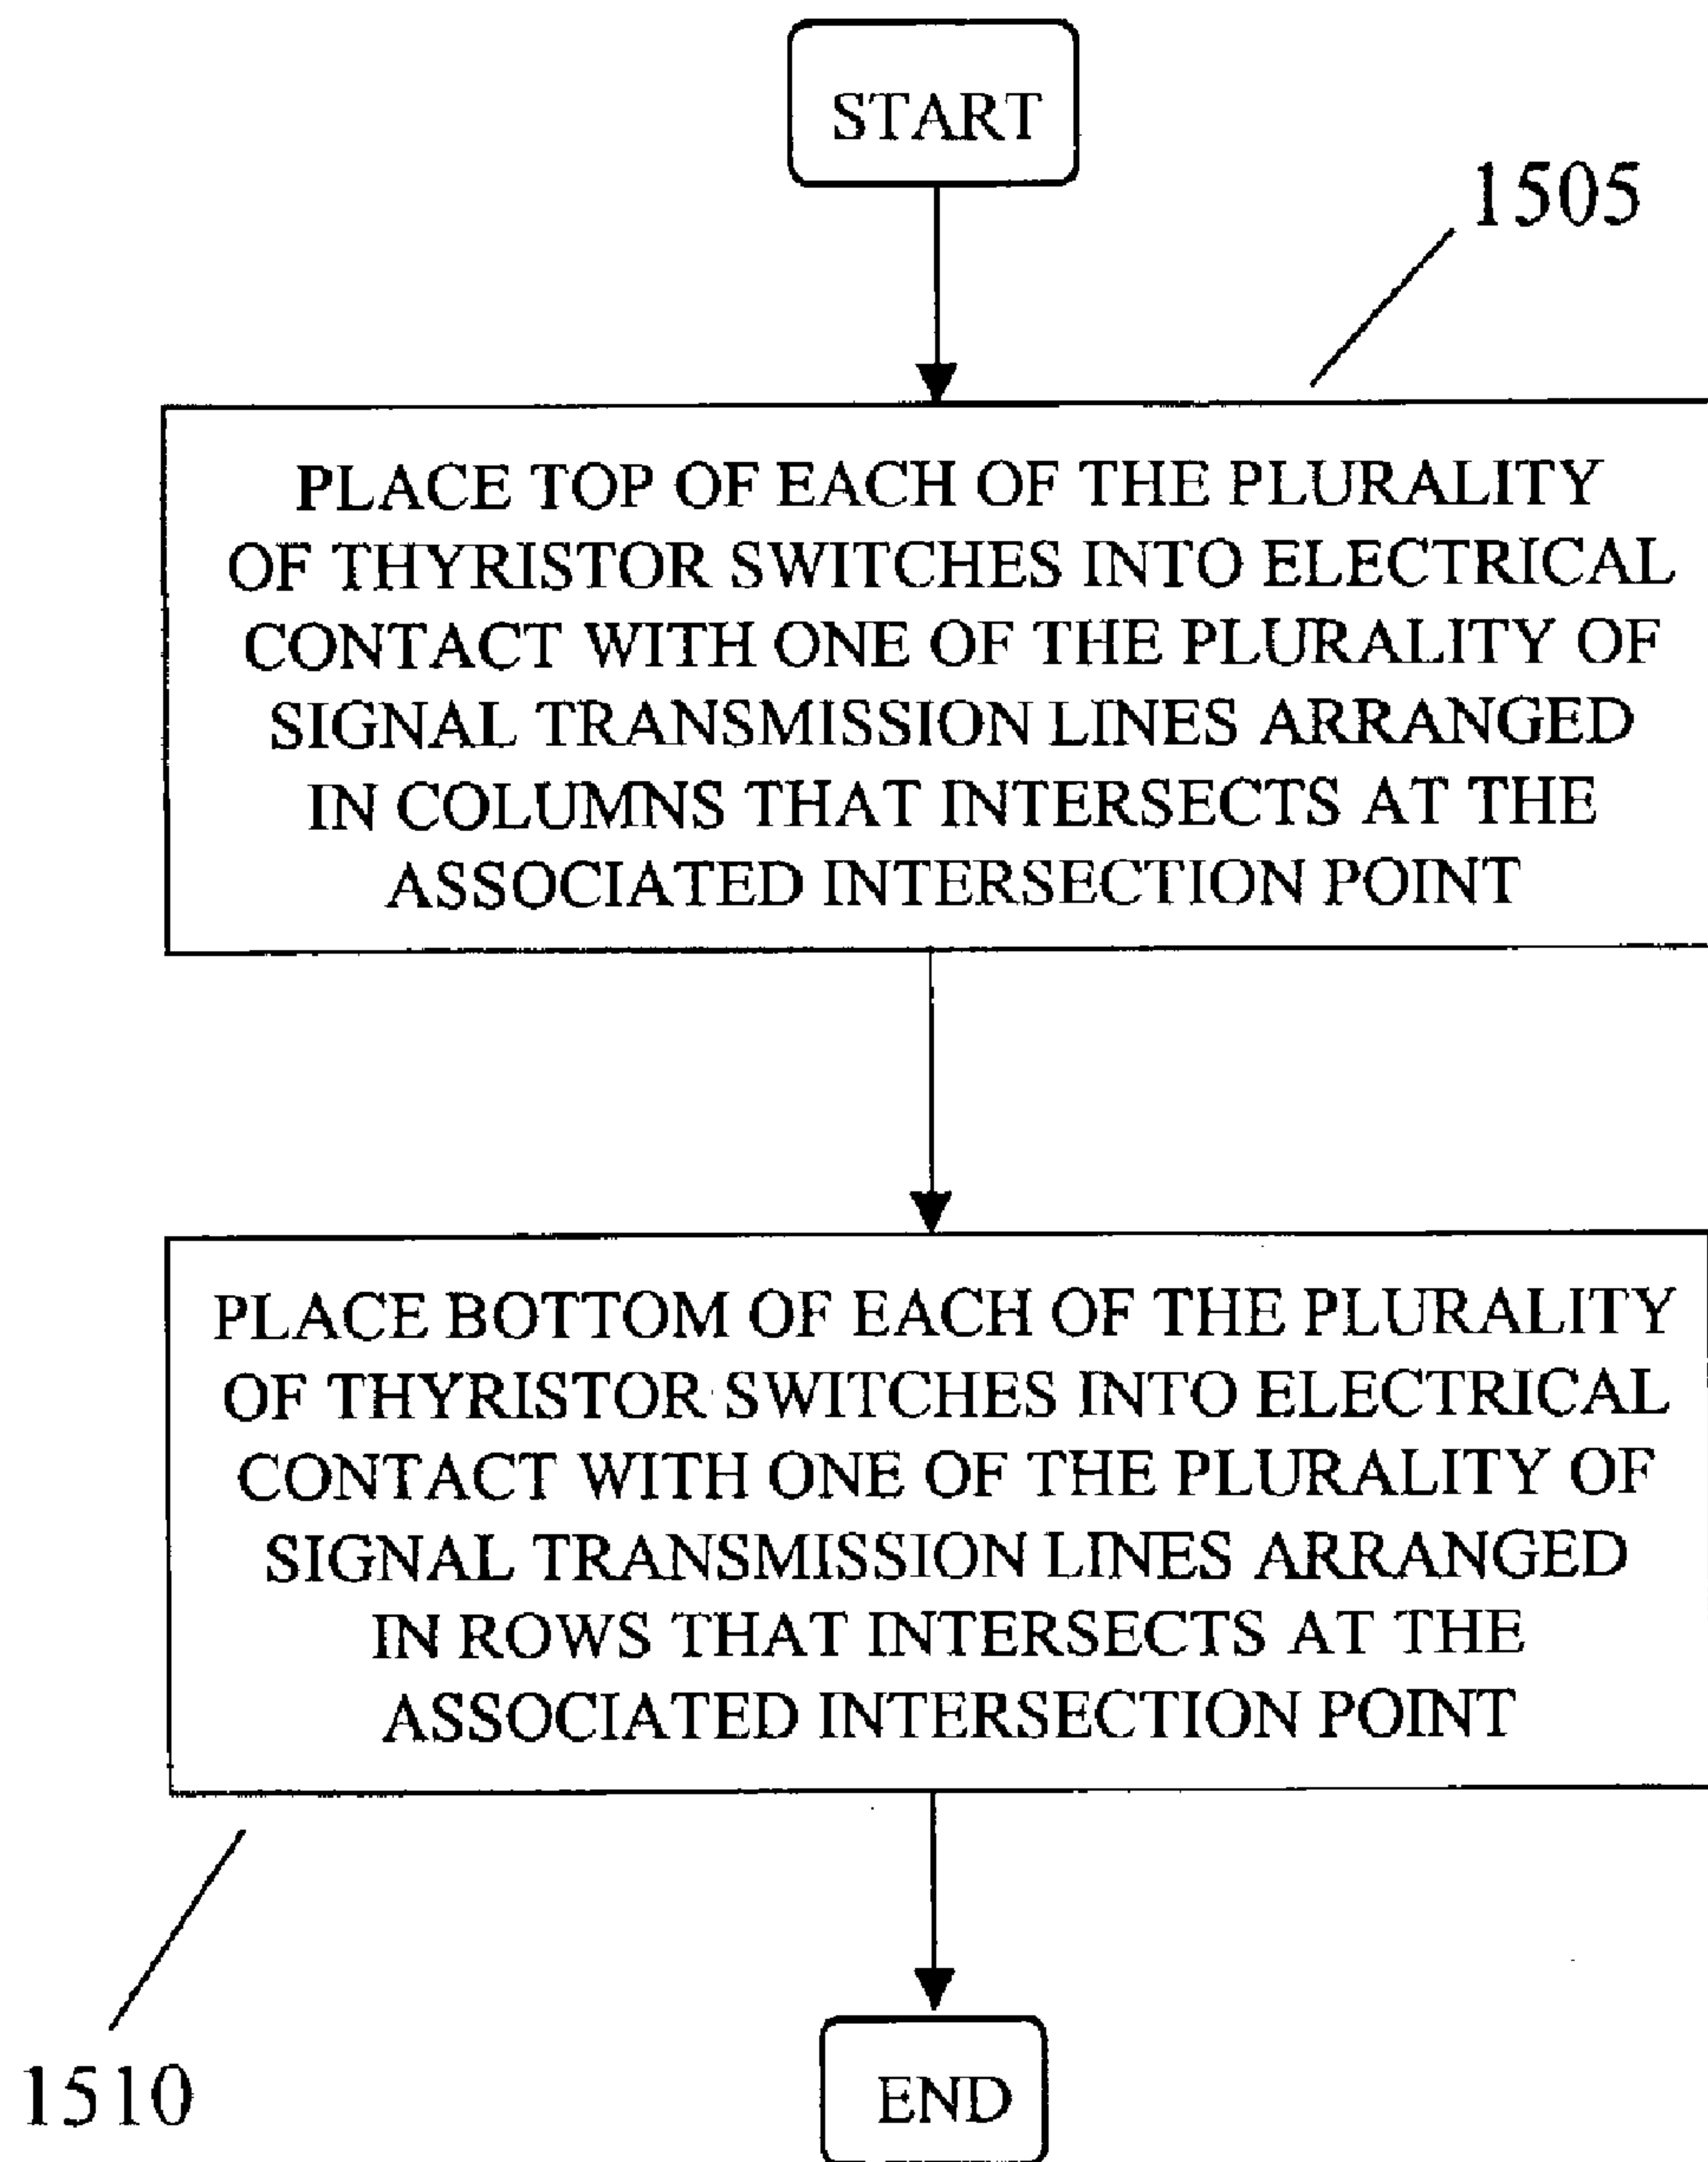 START
1505
PLACE TOP OF EACH OF THE PLURALITY
OF THYRISTOR SWITCHES INTO ELECTRICAL
CONTACT WITH ONE OF THE PLURALITY OF
SIGNAL TRANSMISSION LINES ARRANGED
IN COLUMNS THAT INTERSECTS AT THE
ASSOCIATED INTERSECTION POINT
PLACE BOTTOM OF EACH OF THE PLURALITY
OF THYRISTOR SWITCHES INTO ELECTRICAL
CONTACT WITH ONE OF THE PLURALITY OF
SIGNAL TRANSMISSION LINES ARRANGED
IN ROWS THAT INTERSECTS AT THE
ASSOCIATED INTERSECTION POINT
1510
END